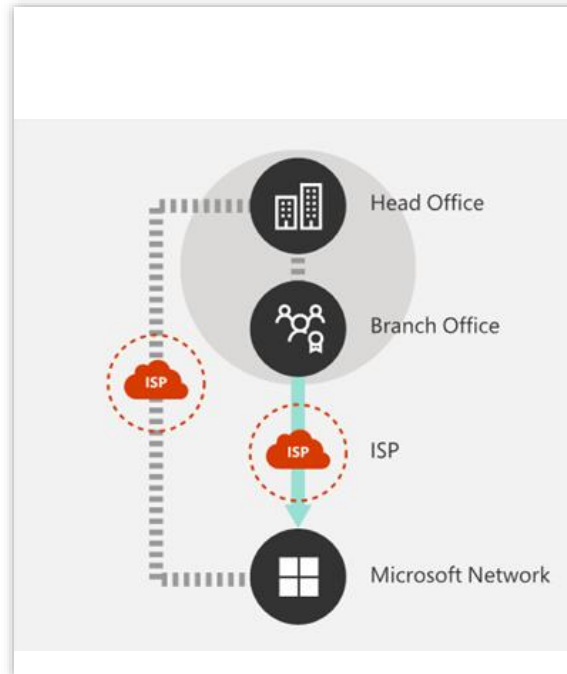 Head Office
Branch Office
ISP
ISP
ISP
Microsoft Network